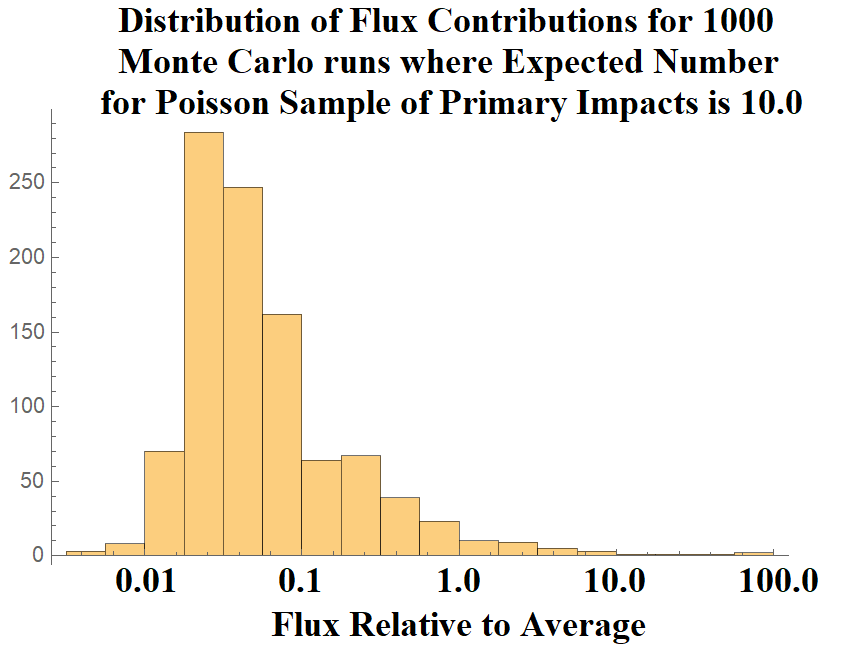 Distribution of Flux Contributions for 1000
Monte Carlo runs where Expected Number
for Poisson Sample of Primary Impacts is 10.0
250
200
150
100
50
0
0.01 0.1 1.0 10.0 100.0
Flux Relative to Average